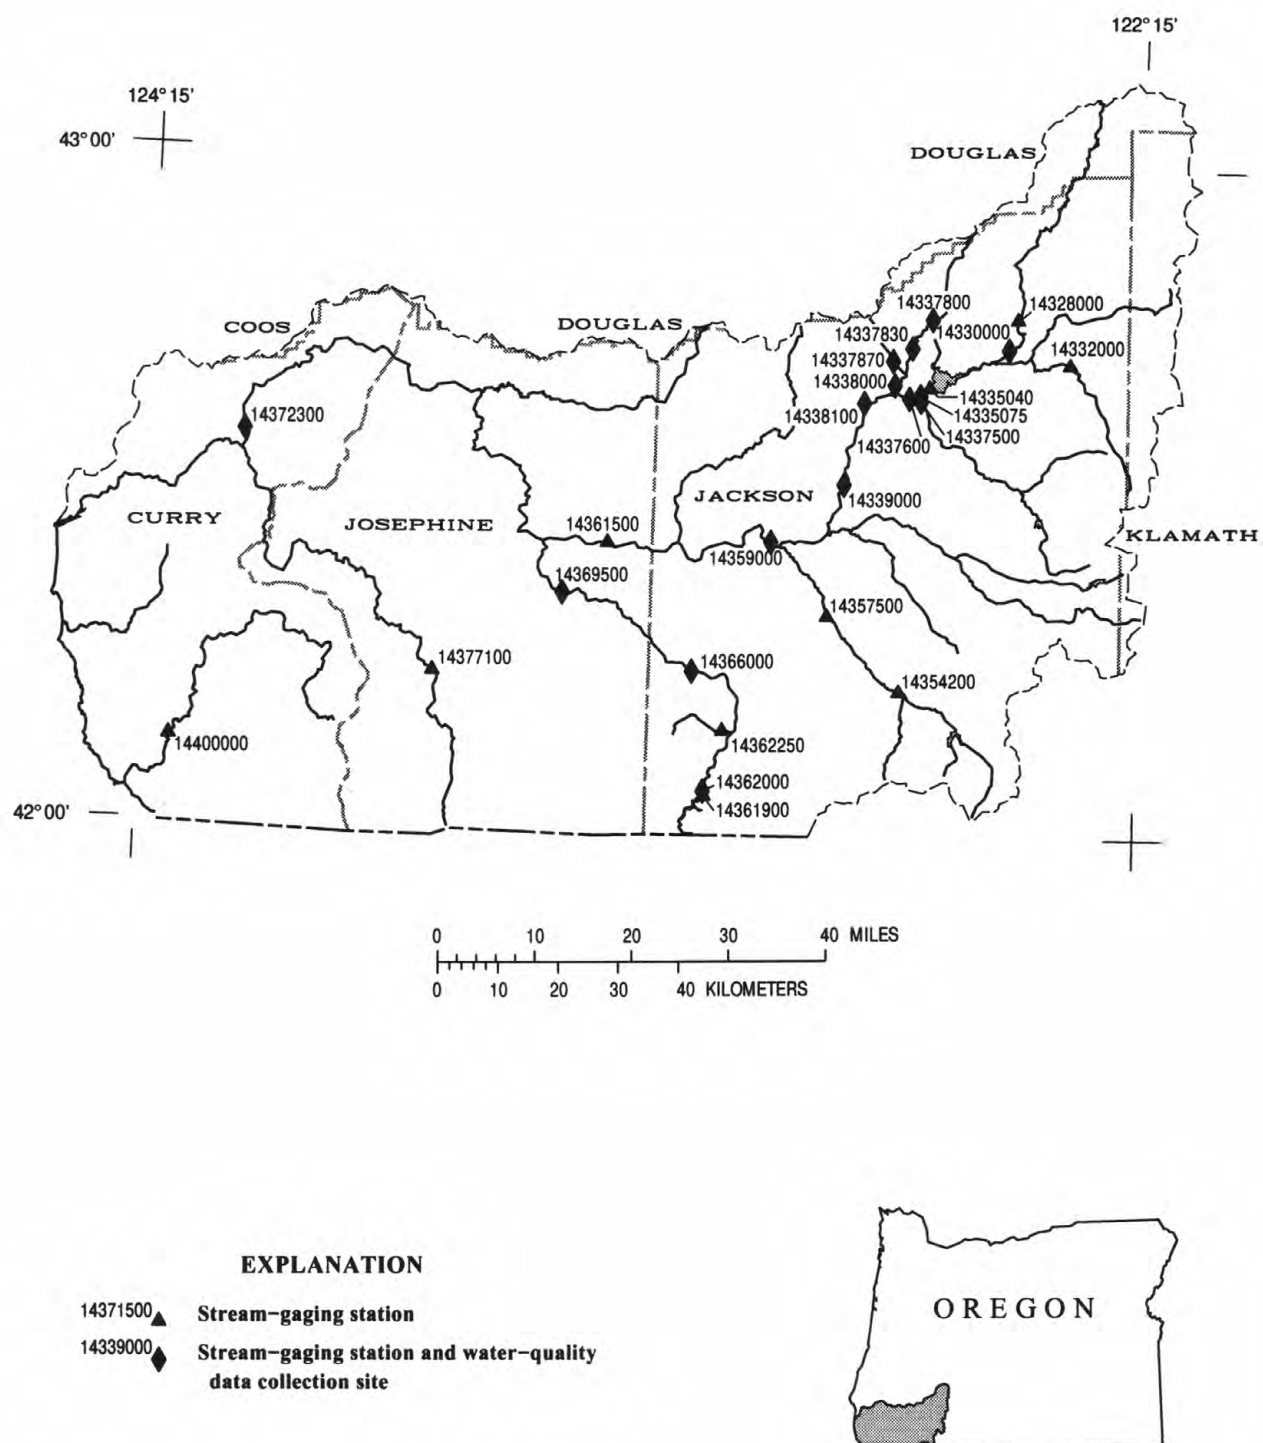 122°15'
124°15'
43°00'
DOUGLAS
14337800
14328000
COOS
DOUGLAS
14337830
14330000
14332000
14337870
14338000
14335040
14338100
14335075
14372300
14337500
14337600
JACKSON
14339000
CURRY
JOSEPHINE
14361500
KLAMATH
14359000
14369500
14357500
14377100
14366000
14354200
14400000
14362250
14362000
14361900
42°00'
0 10 20 30 40 MILES
0 10 20 30 40 KILOMETERS
EXPLANATION
14371500 Stream-gaging station
14339000 Stream-gaging station and water-quality
data collection site
OREGON